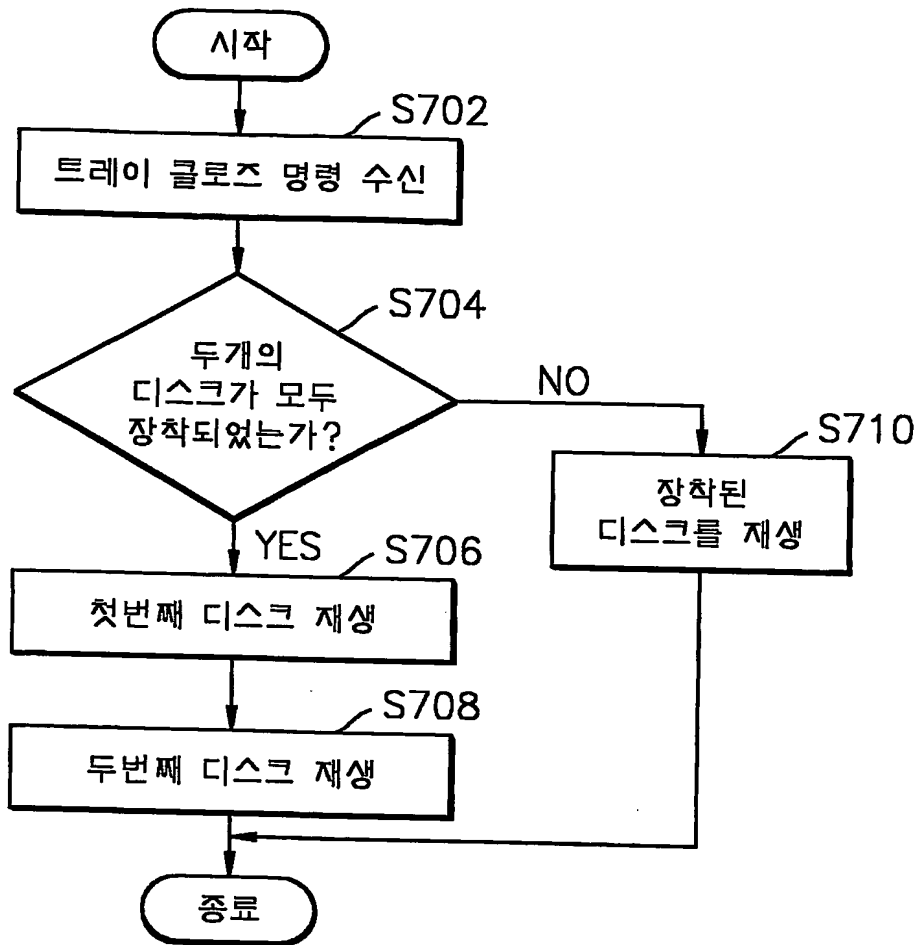 시작
S702
트레이 클로즈 명령 수신
S704
두개의
디스크가 모두
장착되었는가?
NO
S710
장착된
디스크를 재생
YES
S706
첫번째 디스크 재생
S708
두번째 디스크 재생
종료